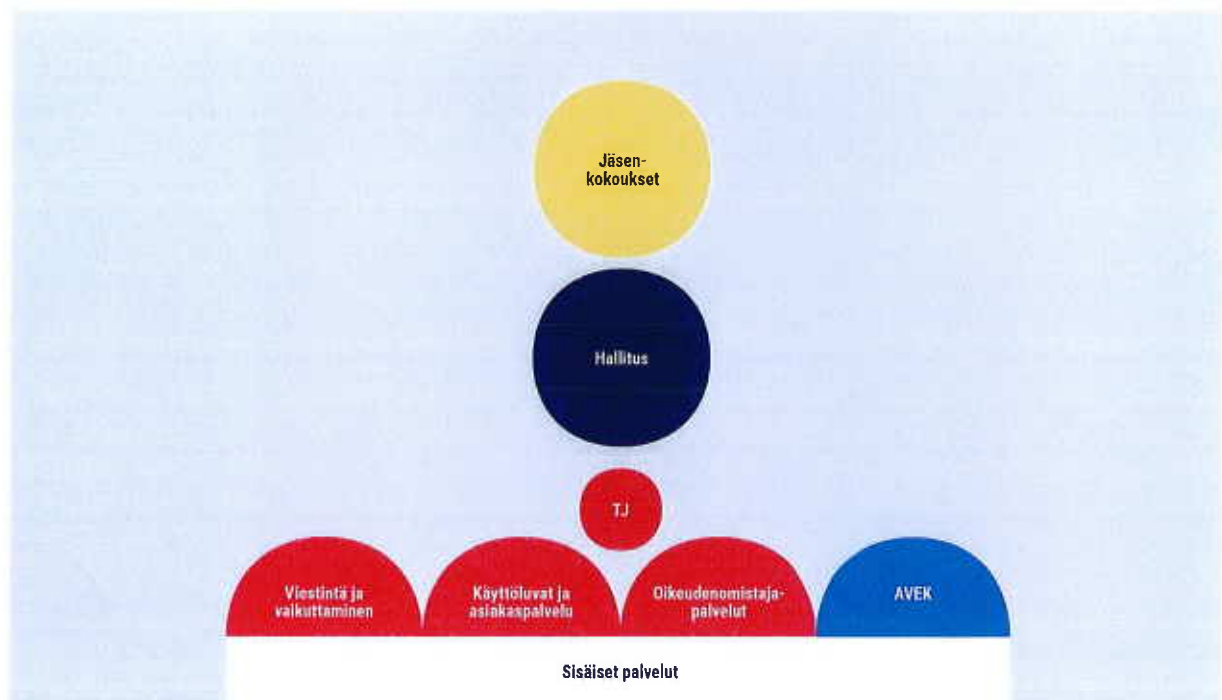 Jäsen-
kokoukset
Hallitus
TJ
Viestintä ja
vaikuttaminen
Käyttöluvat ja
asiakaspalvelu
Oikeudenomistaja-
palvelut
AVEK
Sisäiset palvelut